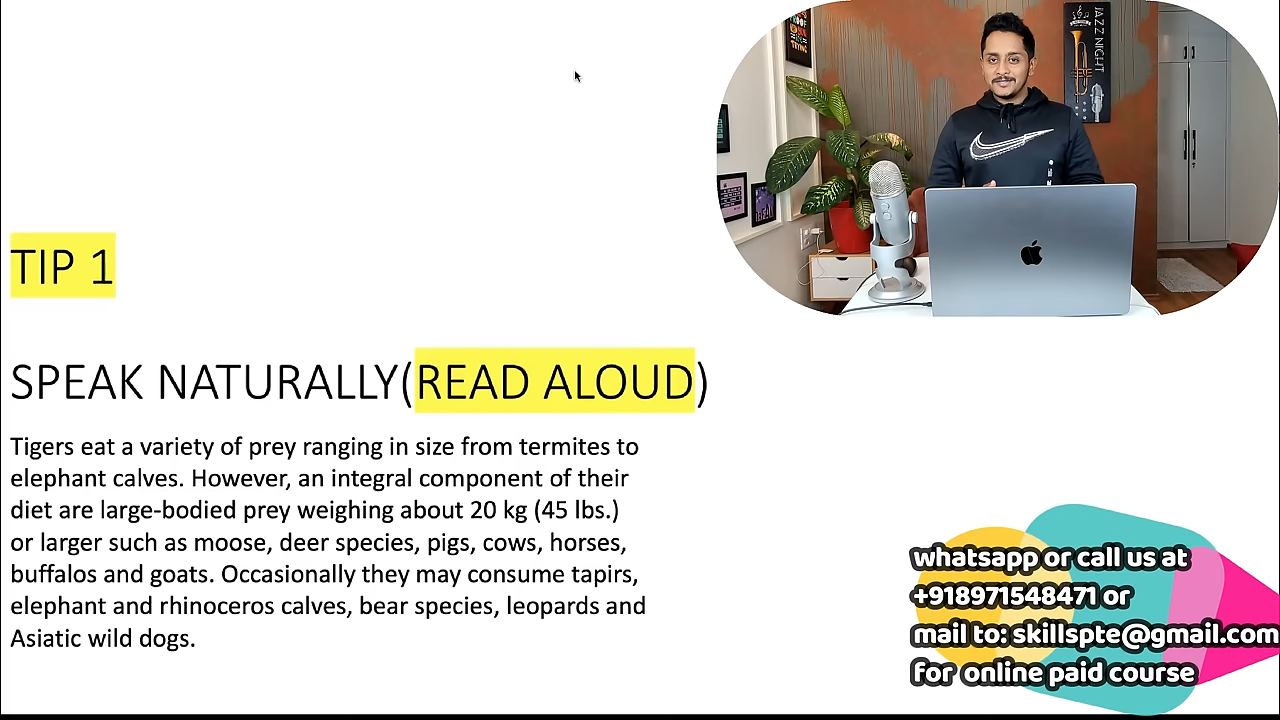 JAZZ NIGHT
TIP 1
SPEAK NATURALLY(READ ALOUD)
Tigers eat a variety of prey ranging in size from termites to
elephant calves. However, an integral component of their
diet are large-bodied prey weighing about 20 kg (45 lbs.)
or larger such as moose, deer species, pigs, cows, horses,
buffalos and goats. Occasionally they may consume tapirs,
elephant and rhinoceros calves, bear species, leopards and
Asiatic wild dogs.
whatsapp or call us at
+918971548471 or
mail to: skillspte@gmail.com
for online paid course